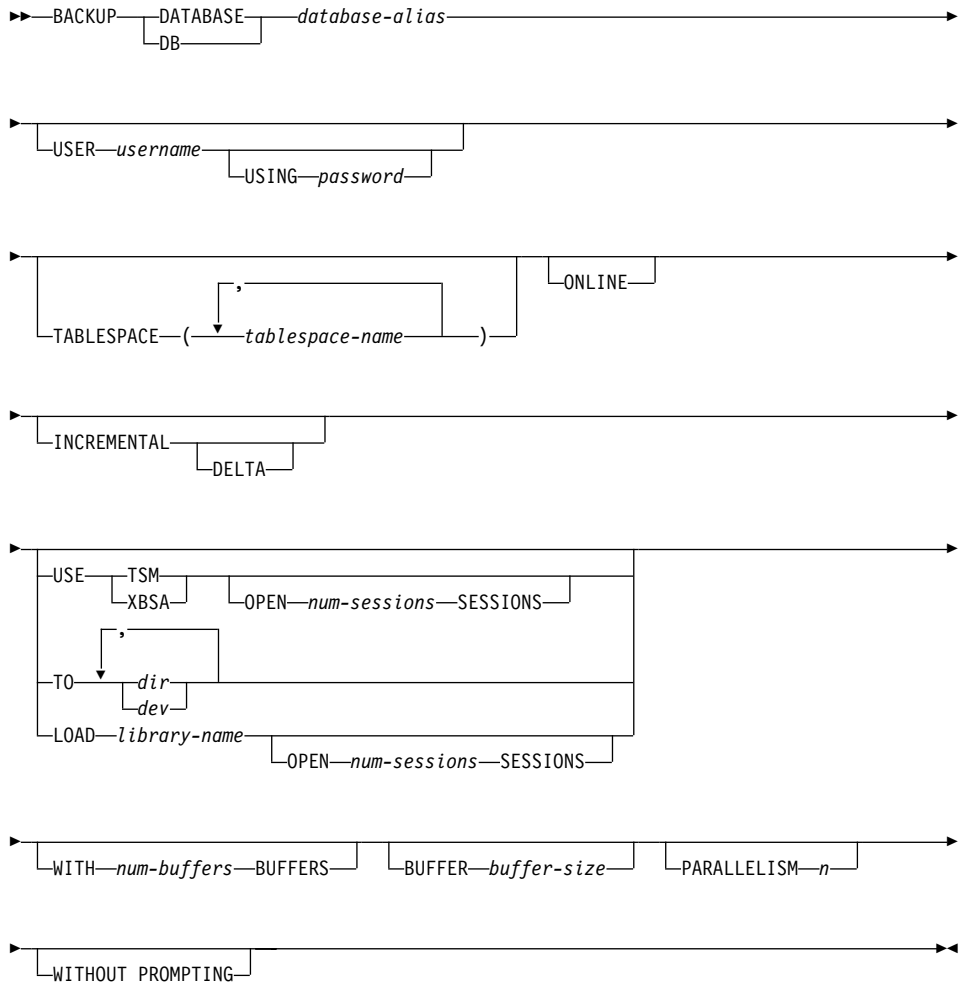 BACKUP DATABASE database-alias
DB
USER username
USING password
,
ONLINE
TABLESPACE ( tablespace-name )
INCREMENTAL
DELTA
USE TSM
XBSA OPEN num-sessions SESSIONS
,
TO dir
dev
LOAD library-name
OPEN num-sessions SESSIONS
WITH num-buffers BUFFERS BUFFER buffer-size PARALLELISM n
WITHOUT PROMPTING